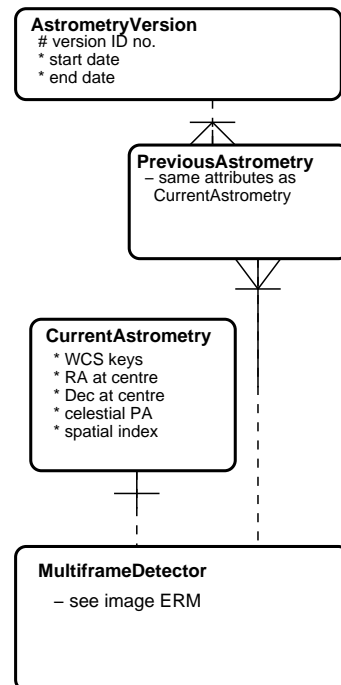 AstrometryVersion
# version ID no.
* start date
* end date
PreviousAstrometry
– same attributes as
CurrentAstrometry
CurrentAstrometry
* WCS keys
* RA at centre
* Dec at centre
* celestial PA
* spatial index
MultiframeDetector
– see image ERM